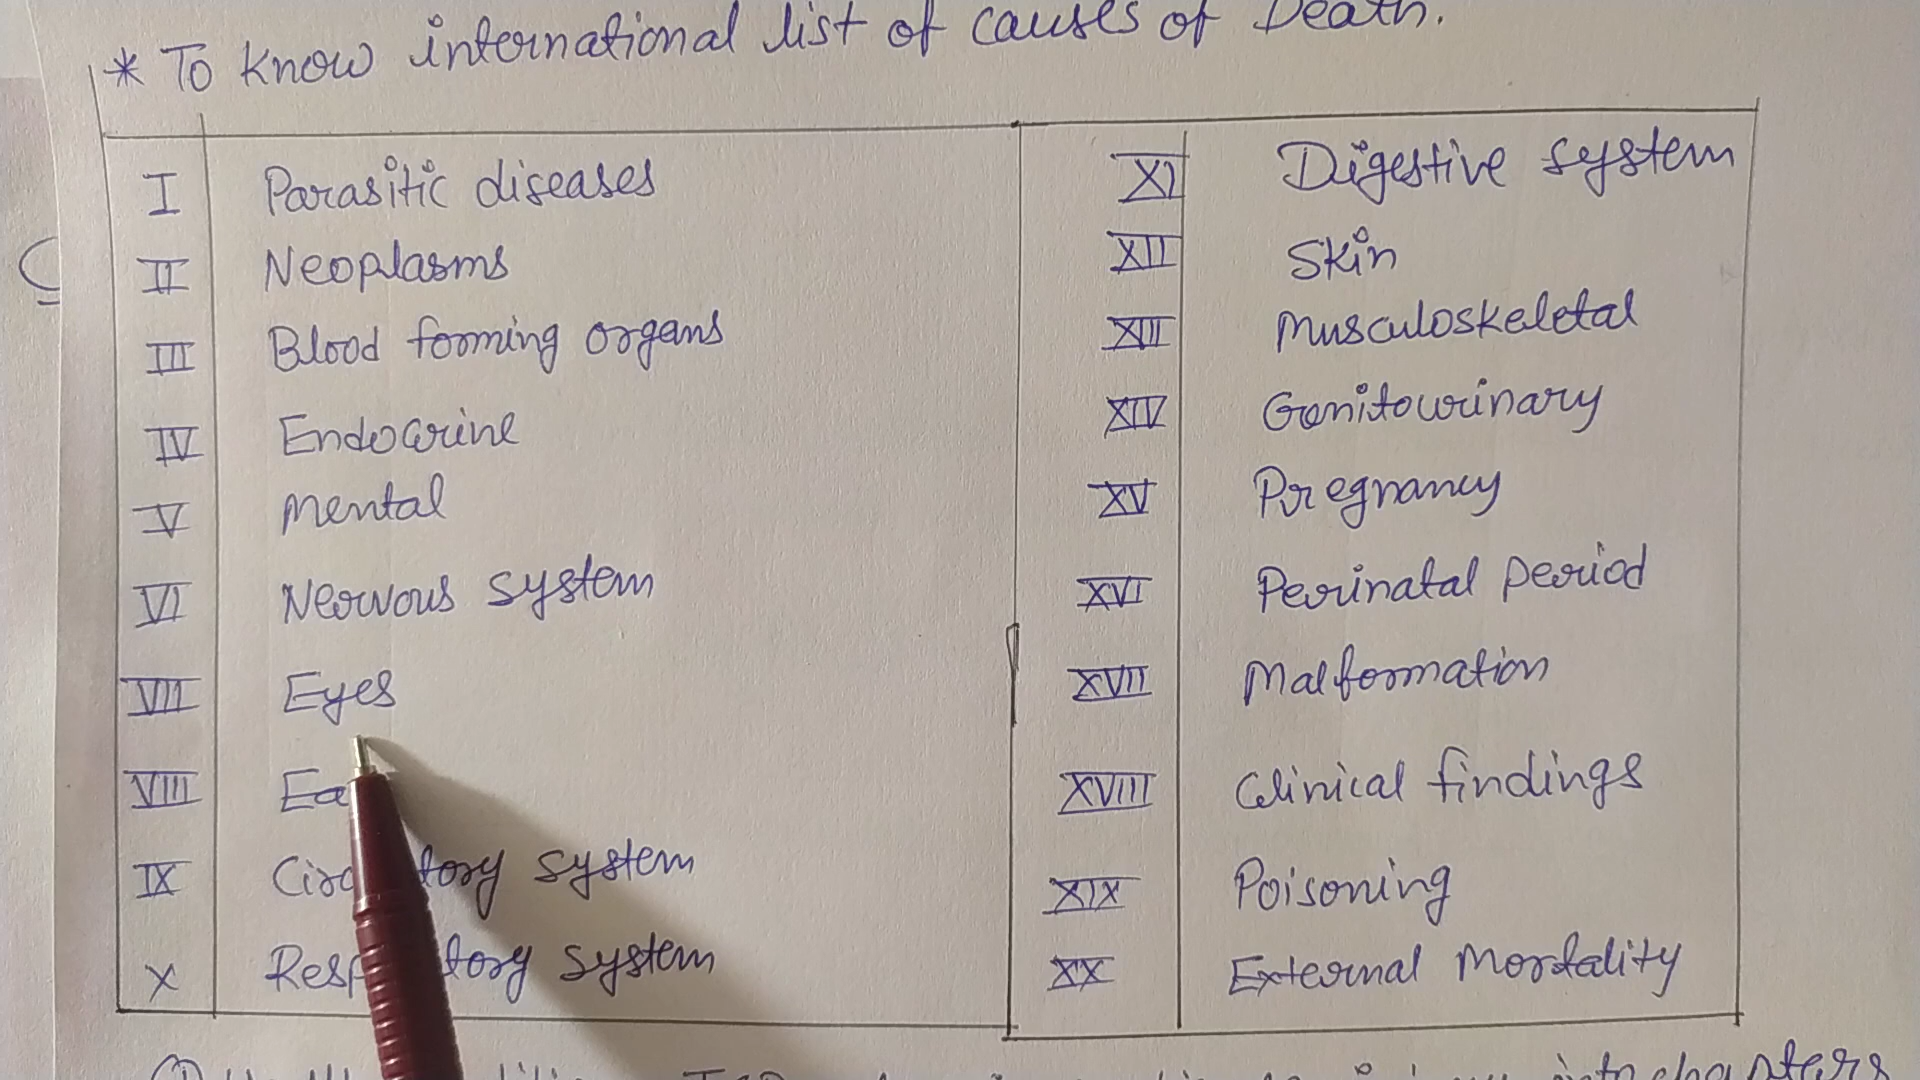 * To know international list of causes of Death.
I Parasitic diseases
II Neoplasms
III Blood forming organs
IV Endocrine
V Mental
VI Nervous system
VII Eyes
VIII
IX system
X system
XI Digestive system
XII Skin
XIII Musculoskeletal
XIV Genitourinary
XV Pregnancy
XVI Perinatal period
XVII Malformation
XVIII Clinical findings
XIX Poisoning
XX External Mortality
into chapters